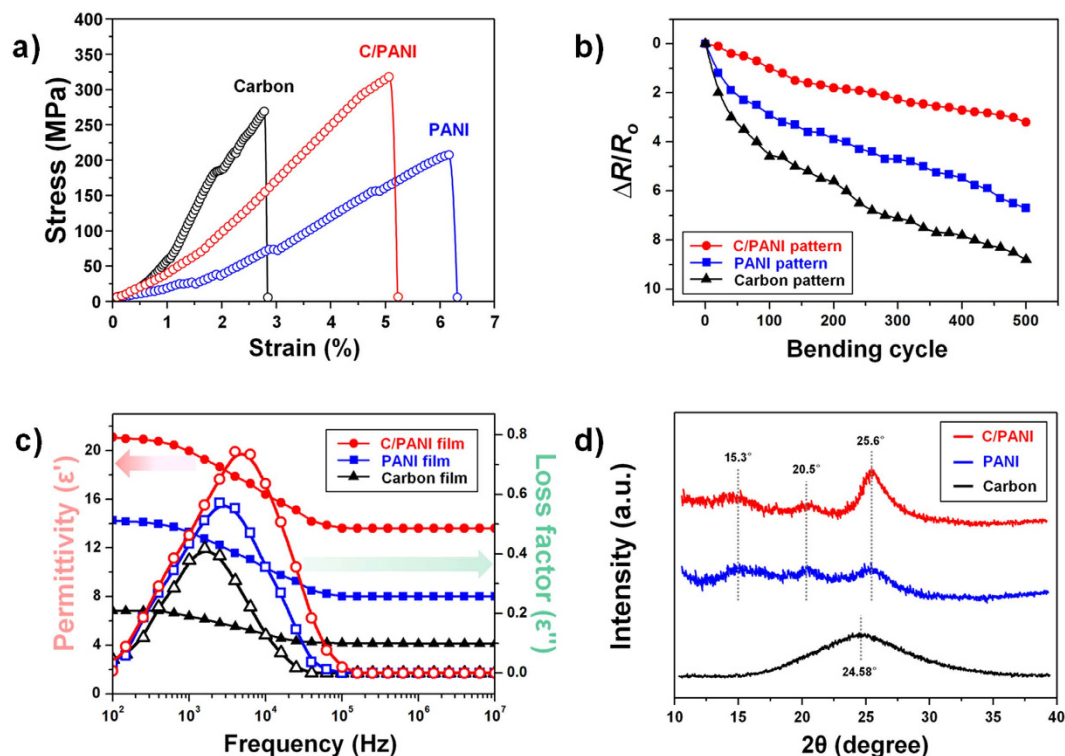 a)
400
350
300
250
200
150
100
50
0
Stress (MPa)
Carbon
C/PANI
PANI
0 1 2 3 4 5 6 7
Strain (%)
b)
0
2
4
6
8
10
ΔR/Ro
C/PANI pattern
PANI pattern
Carbon pattern
0 100 200 300 400 500
Bending cycle
c)
20
16
12
8
4
0
Permittivity (ε')
C/PANI film
PANI film
Carbon film
0.8
0.6
0.4
0.2
0.0
Loss factor (ε'')
10² 10³ 10⁴ 10⁵ 10⁶ 10⁷
Frequency (Hz)
d)
Intensity (a.u.)
15.3°
20.5°
25.6°
C/PANI
PANI
Carbon
24.58°
10 15 20 25 30 35 40
2θ (degree)